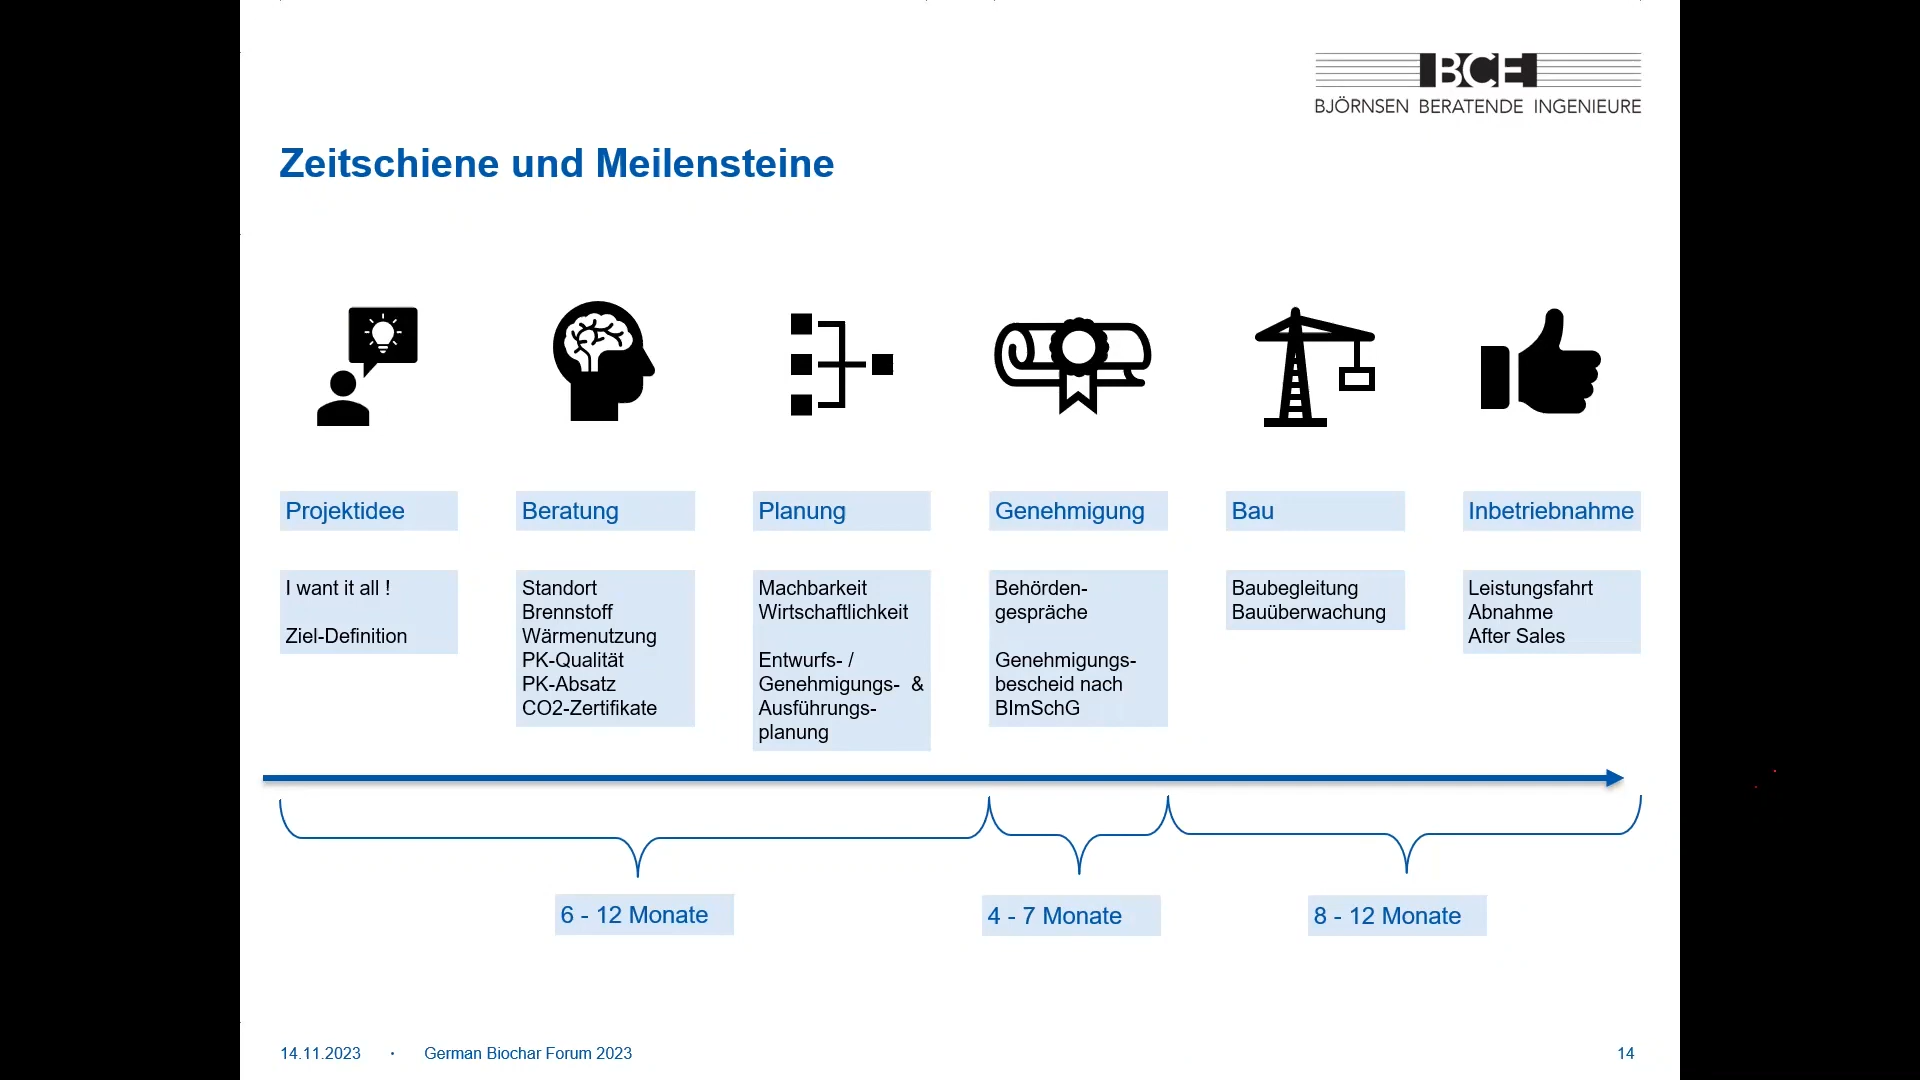 BCE
BJÖRNSEN BERATENDE INGENIEURE
Zeitschiene und Meilensteine
Projektidee
I want it all !
Ziel-Definition
Beratung
Standort
Brennstoff
Wärmenutzung
PK-Qualität
PK-Absatz
CO2-Zertifikate
Planung
Machbarkeit
Wirtschaftlichkeit
Entwurfs- /
Genehmigungs- &
Ausführungs-
planung
Genehmigung
Behörden-
gespräche
Genehmigungs-
bescheid nach
BImSchG
Bau
Baubegleitung
Bauüberwachung
Inbetriebnahme
Leistungsfahrt
Abnahme
After Sales
6 - 12 Monate
4 - 7 Monate
8 - 12 Monate
14.11.2023 · German Biochar Forum 2023
14